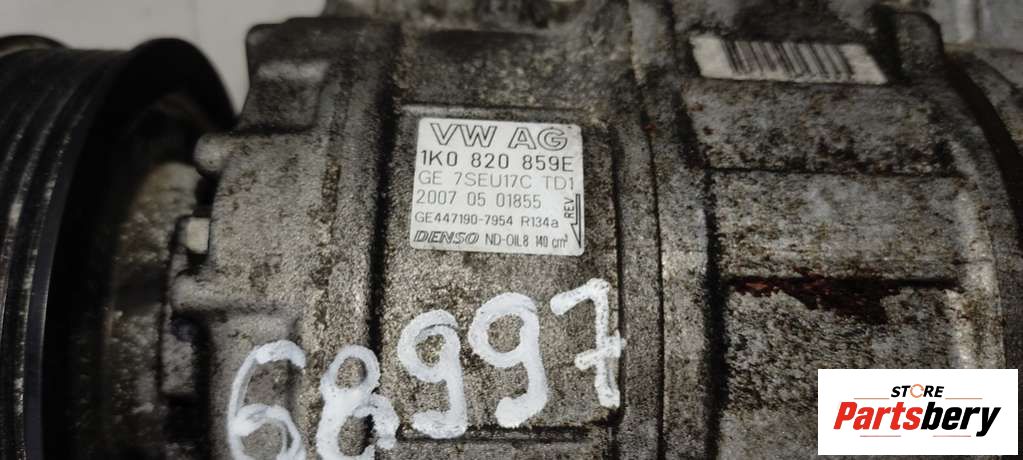 VW AG
1K0 820 859E
GE 7SEU17C TD1
2007 05 01855
GE447190-7954 R134a
REV
DENSO ND-OIL8 140 cm³
68997
STORE
Partsbery